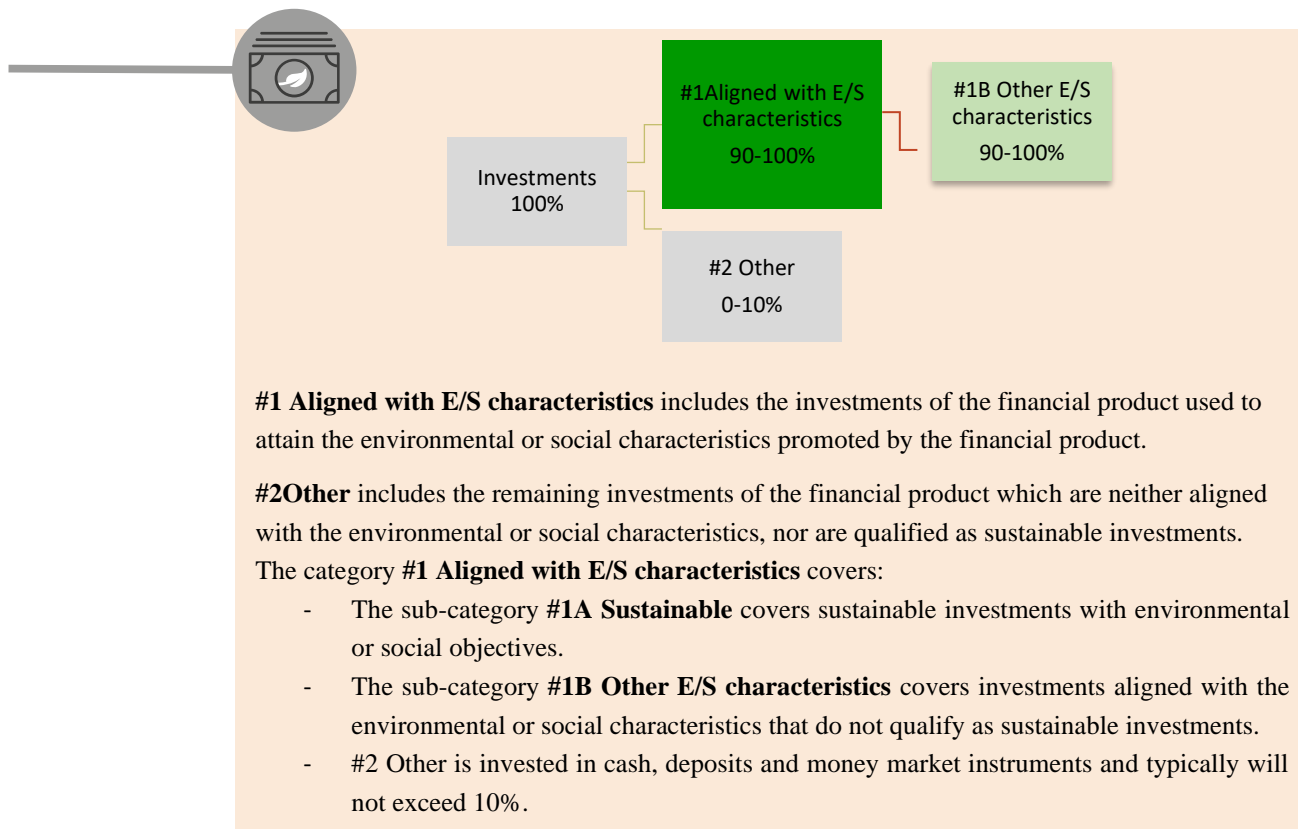 #1Aligned with E/S
characteristics
90-100%
#1B Other E/S
characteristics
90-100%
Investments
100%
#2 Other
0-10%
#1 Aligned with E/S characteristics includes the investments of the financial product used to
attain the environmental or social characteristics promoted by the financial product.
#2Other includes the remaining investments of the financial product which are neither aligned
with the environmental or social characteristics, nor are qualified as sustainable investments.
The category #1 Aligned with E/S characteristics covers:
- The sub-category #1A Sustainable covers sustainable investments with environmental
or social objectives.
- The sub-category #1B Other E/S characteristics covers investments aligned with the
environmental or social characteristics that do not qualify as sustainable investments.
- #2 Other is invested in cash, deposits and money market instruments and typically will
not exceed 10%.